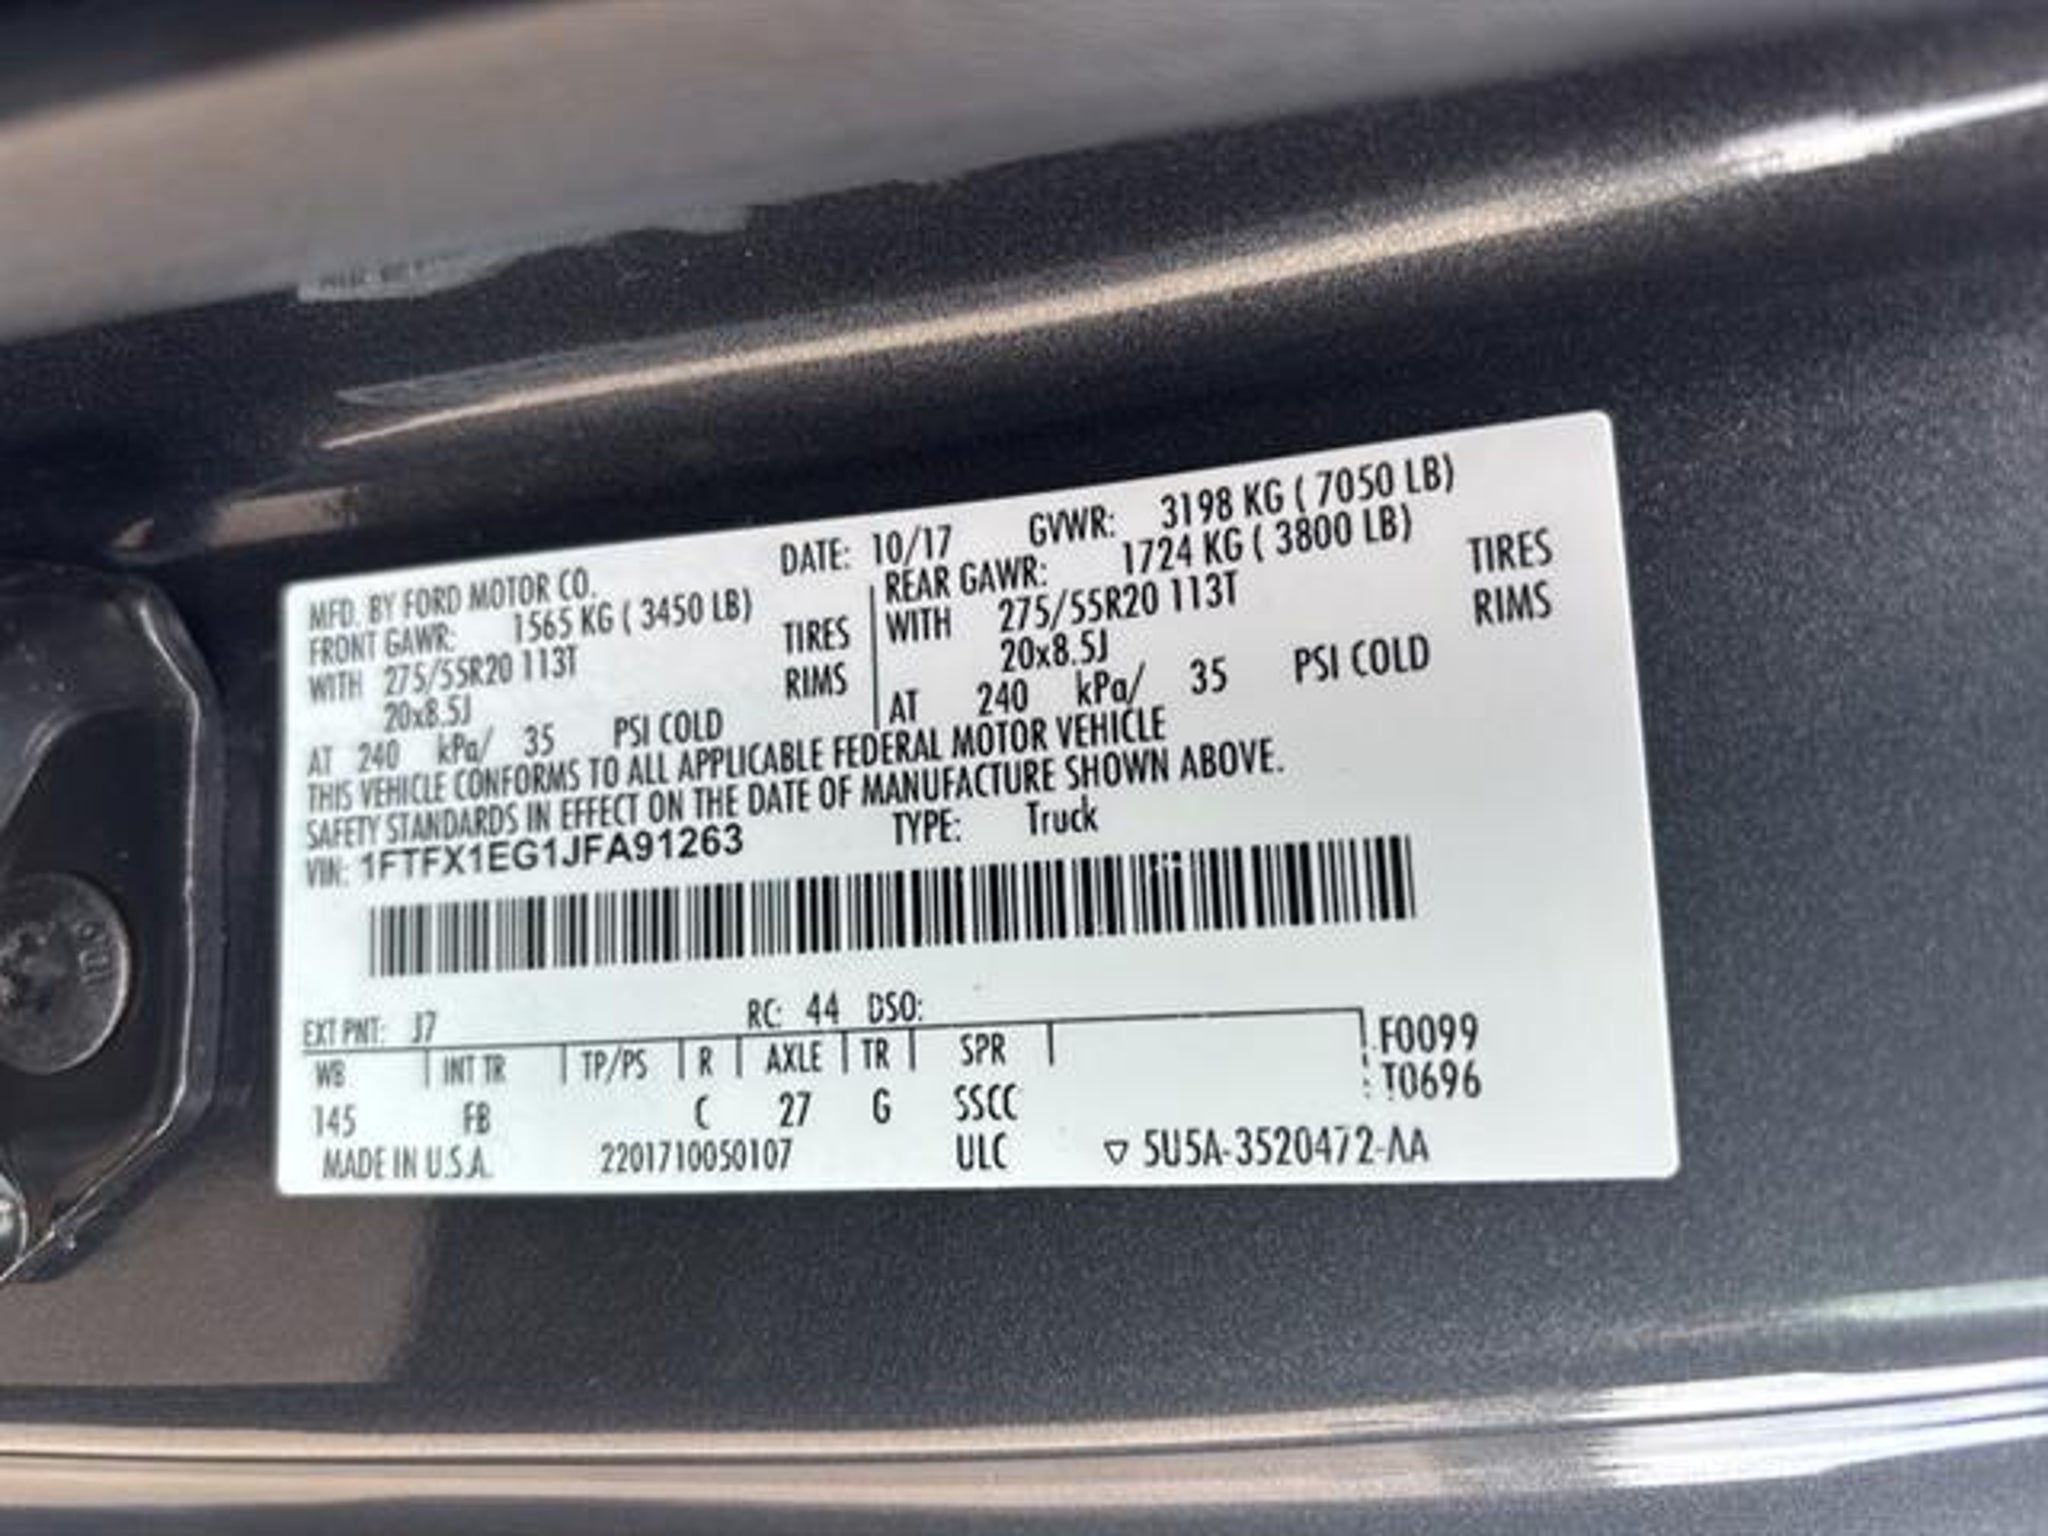 MFD. BY FORD MOTOR CO. DATE: 10/17 GVWR: 3198 KG ( 7050 LB)
FRONT GAWR: 1565 KG ( 3450 LB) REAR GAWR: 1724 KG ( 3800 LB)
WITH 275/55R20 113T TIRES WITH 275/55R20 113T TIRES
20x8.5J RIMS 20x8.5J RIMS
AT 240 kPa/ 35 PSI COLD AT 240 kPa/ 35 PSI COLD
THIS VEHICLE CONFORMS TO ALL APPLICABLE FEDERAL MOTOR VEHICLE
SAFETY STANDARDS IN EFFECT ON THE DATE OF MANUFACTURE SHOWN ABOVE.
VIN: 1FTFX1EG1JFA91263 TYPE: Truck
EXT PNT: J7 RC: 44 DSO:
WB INT TR TP/PS R AXLE TR SPR F0099
T0696
145 FB C 27 G SSCC
MADE IN U.S.A. 2201710050107 ULC ▽ 5U5A-3520472-AA